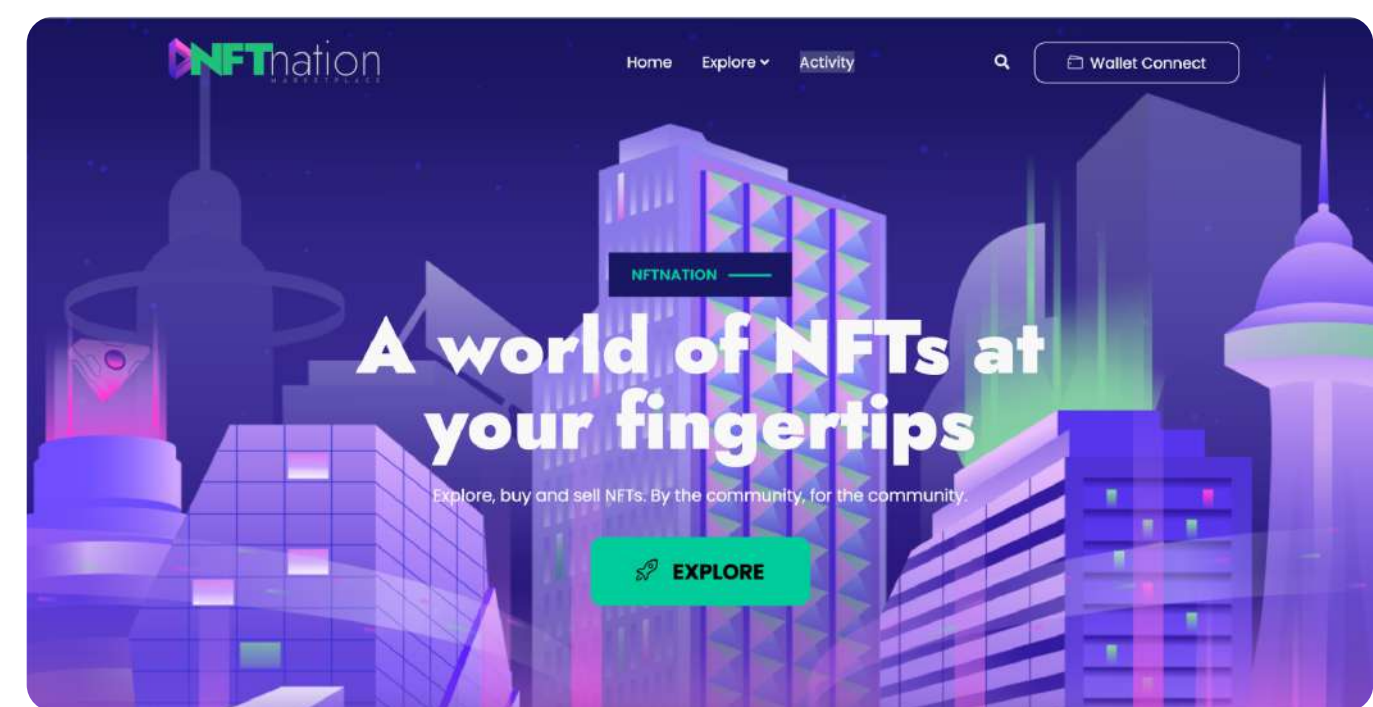 NFTnation
MARKETPLACE
Home Explore Activity
Wallet Connect
NFTNATION
A world of NFTs at
your fingertips
Explore, buy and sell NFTs. By the community, for the community.
EXPLORE